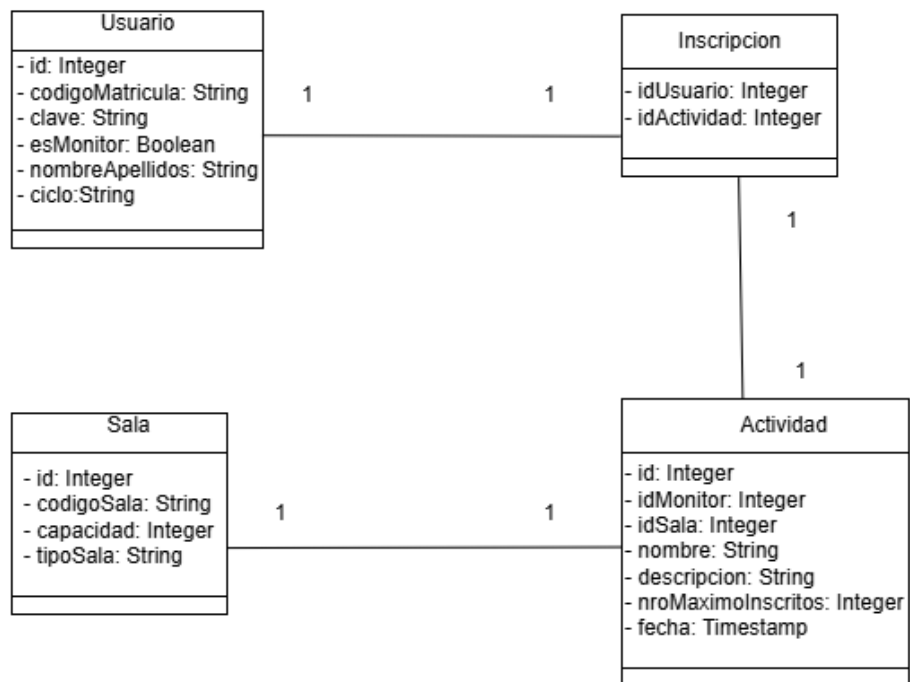 Usuario
- id: Integer
- codigoMatricula: String
- clave: String
- esMonitor: Boolean
- nombreApellidos: String
- ciclo:String
1
1
Inscripcion
- idUsuario: Integer
- idActividad: Integer
1
1
Sala
- id: Integer
- codigoSala: String
- capacidad: Integer
- tipoSala: String
1
1
Actividad
- id: Integer
- idMonitor: Integer
- idSala: Integer
- nombre: String
- descripcion: String
- nroMaximoInscritos: Integer
- fecha: Timestamp